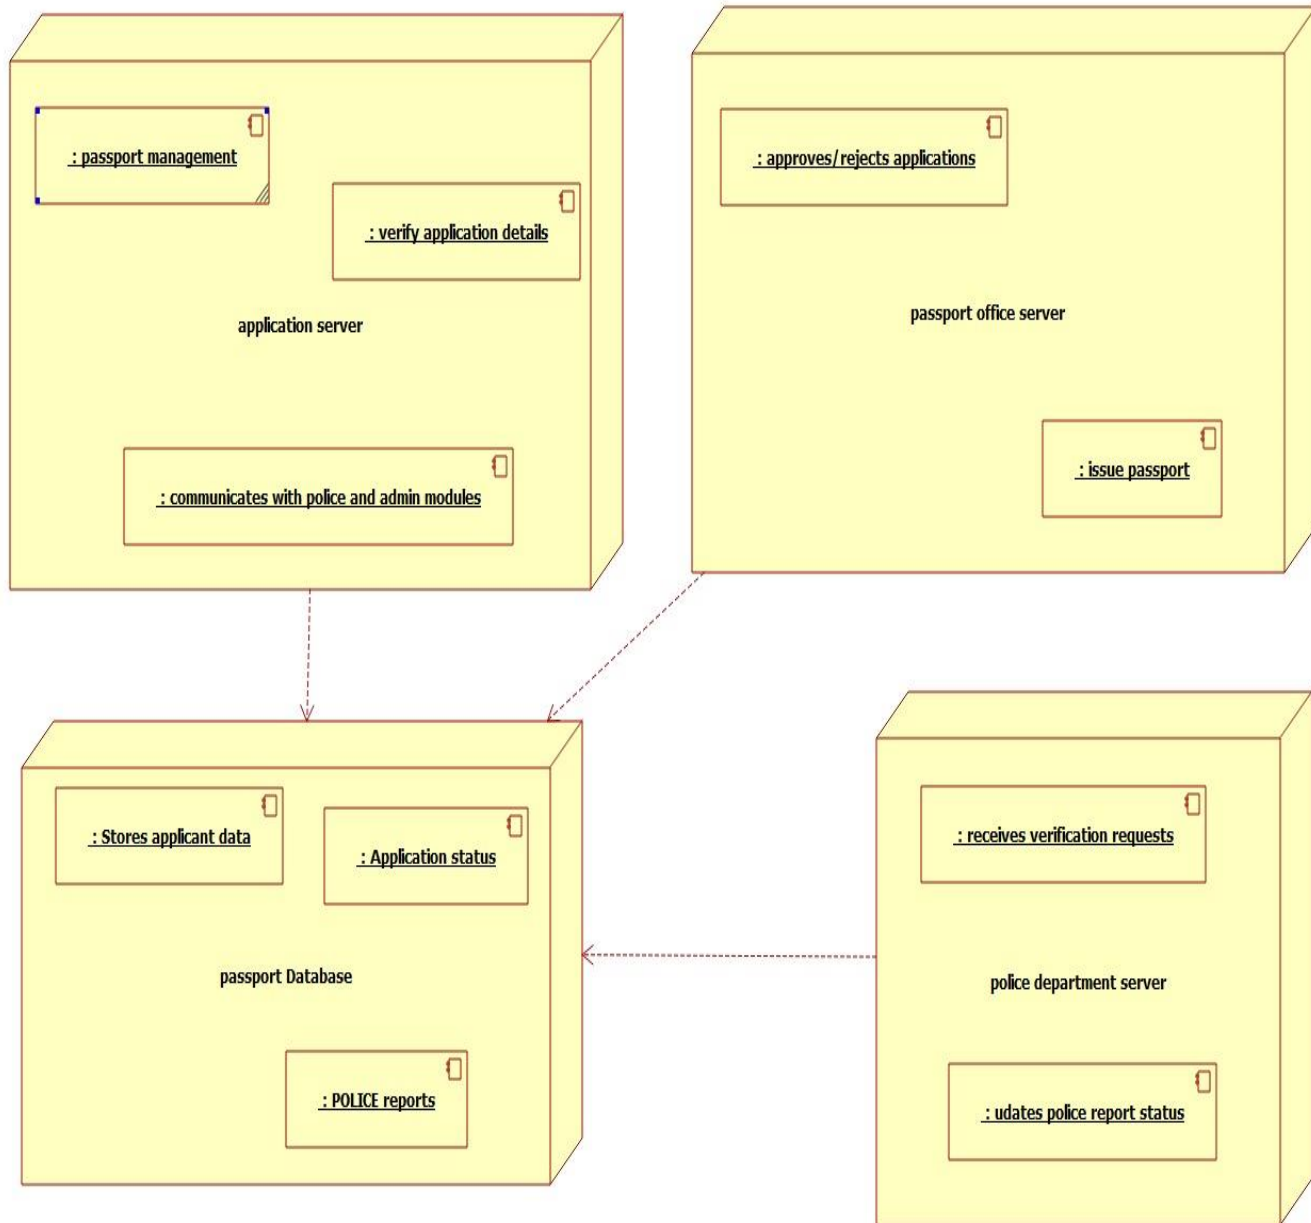 : passport management
: verify application details
application server
: communicates with police and admin modules
: approves/rejects applications
passport office server
: issue passport
: Stores applicant data
: Application status
passport Database
: POLICE reports
: receives verification requests
police department server
: udates police report status